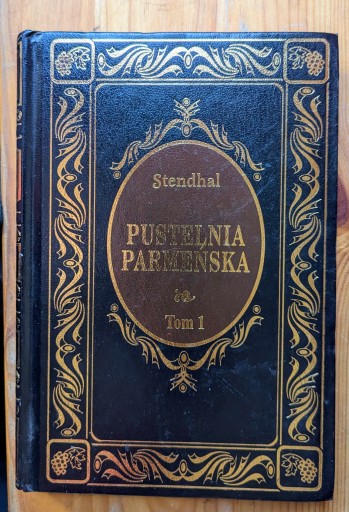 Stendhal
PUSTELNIA
PARMEŃSKA
Tom 1